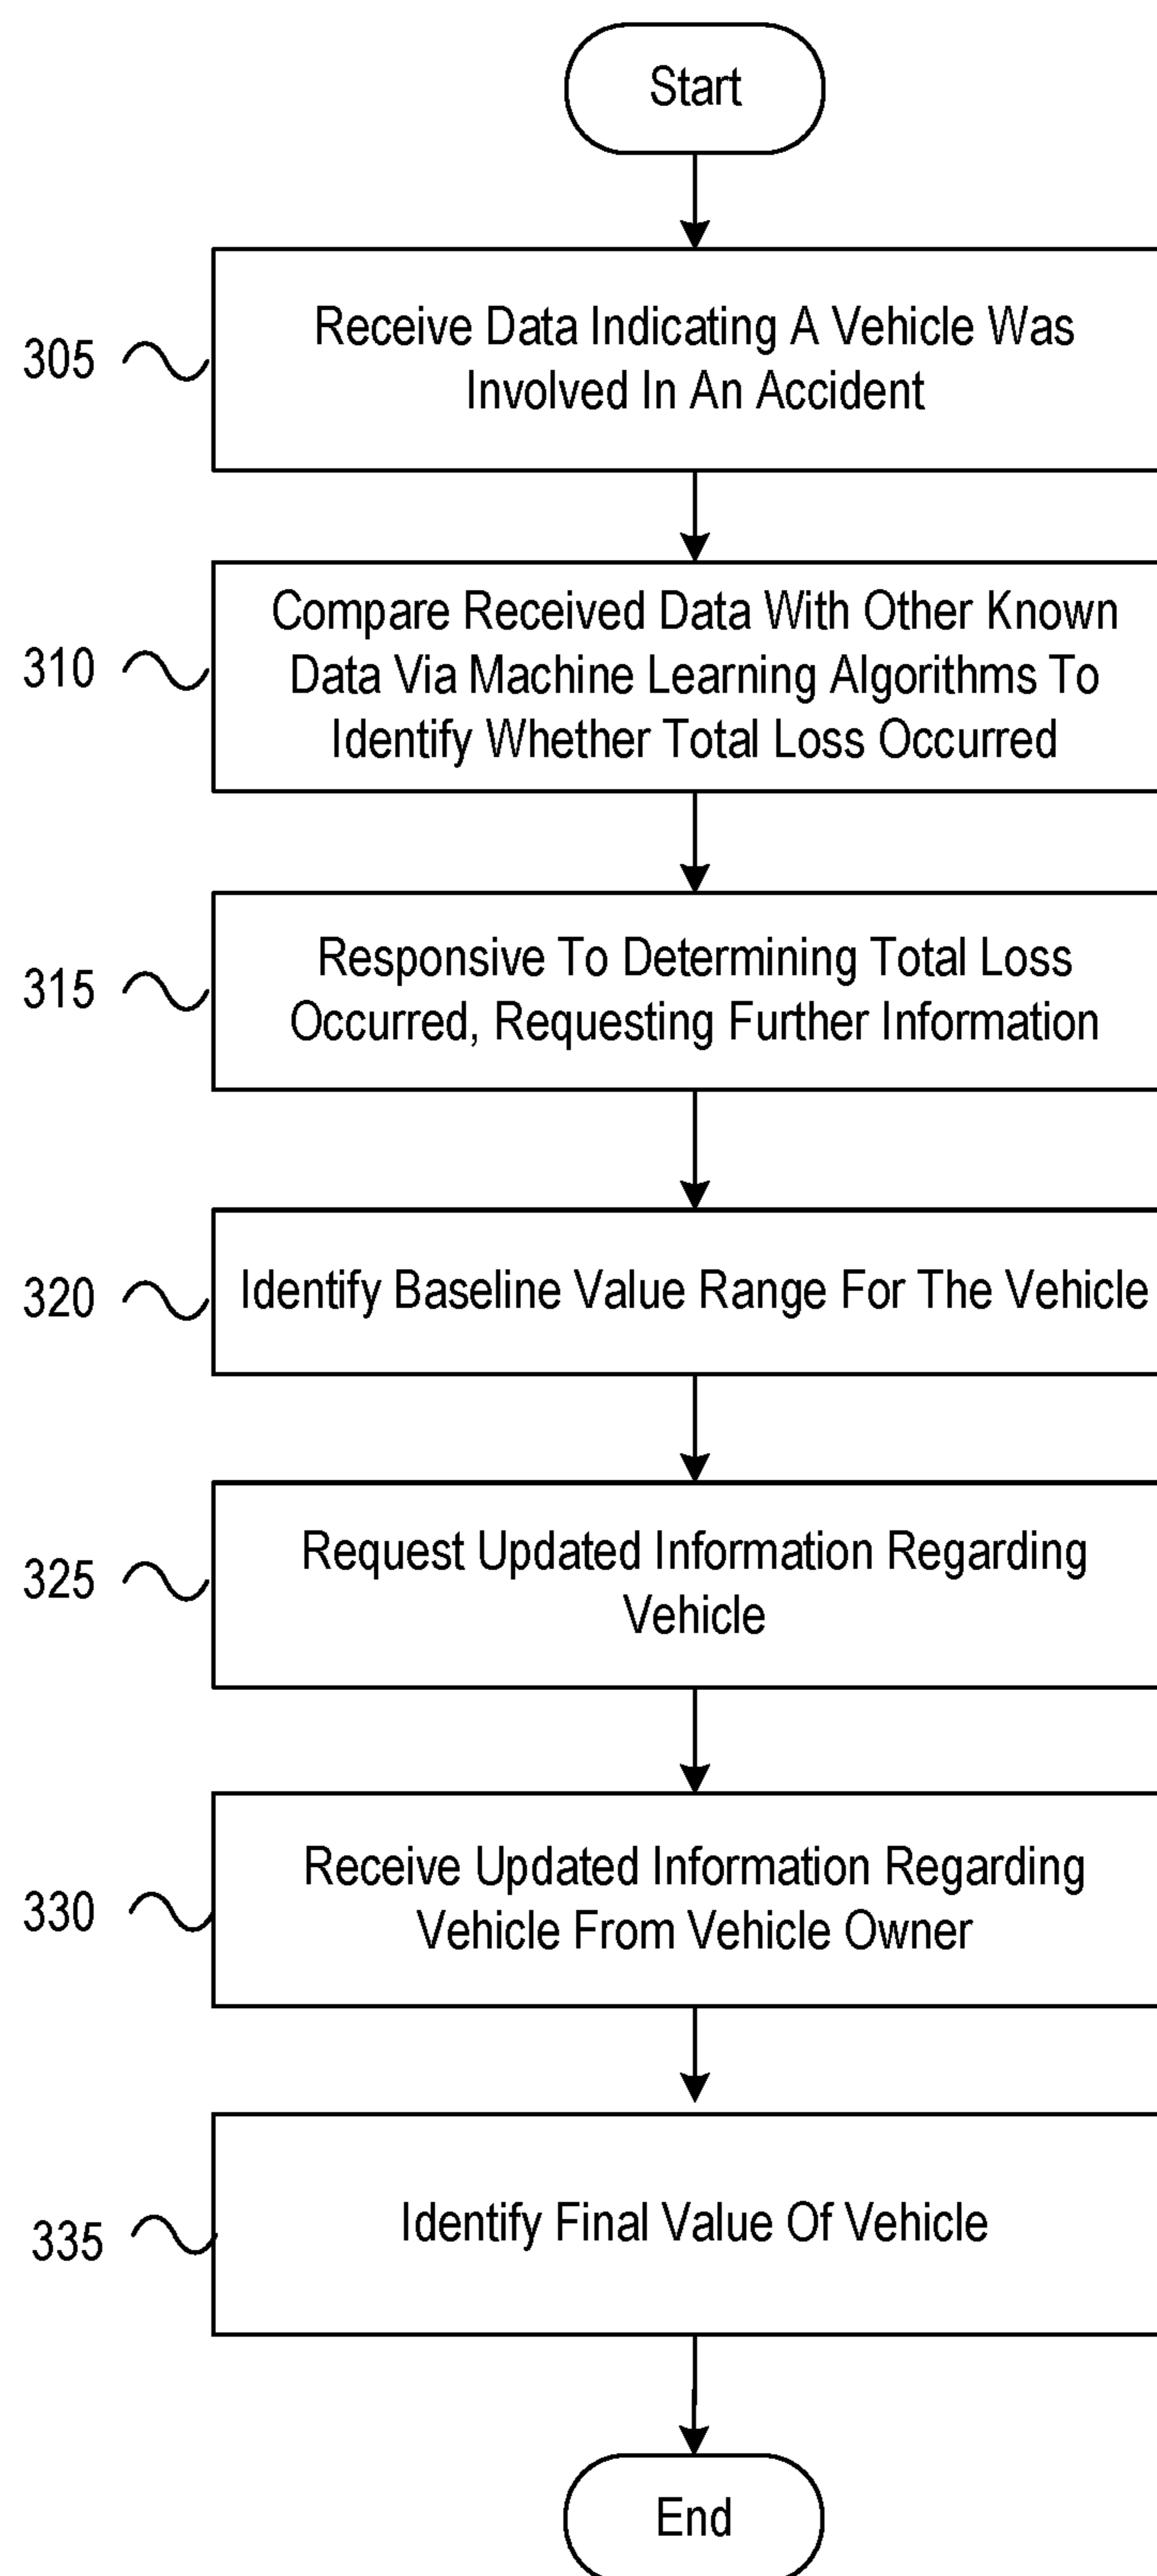 Start
305
Receive Data Indicating A Vehicle Was
Involved In An Accident
310
Compare Received Data With Other Known
Data Via Machine Learning Algorithms To
Identify Whether Total Loss Occurred
315
Responsive To Determining Total Loss
Occurred, Requesting Further Information
320
Identify Baseline Value Range For The Vehicle
325
Request Updated Information Regarding
Vehicle
330
Receive Updated Information Regarding
Vehicle From Vehicle Owner
335
Identify Final Value Of Vehicle
End